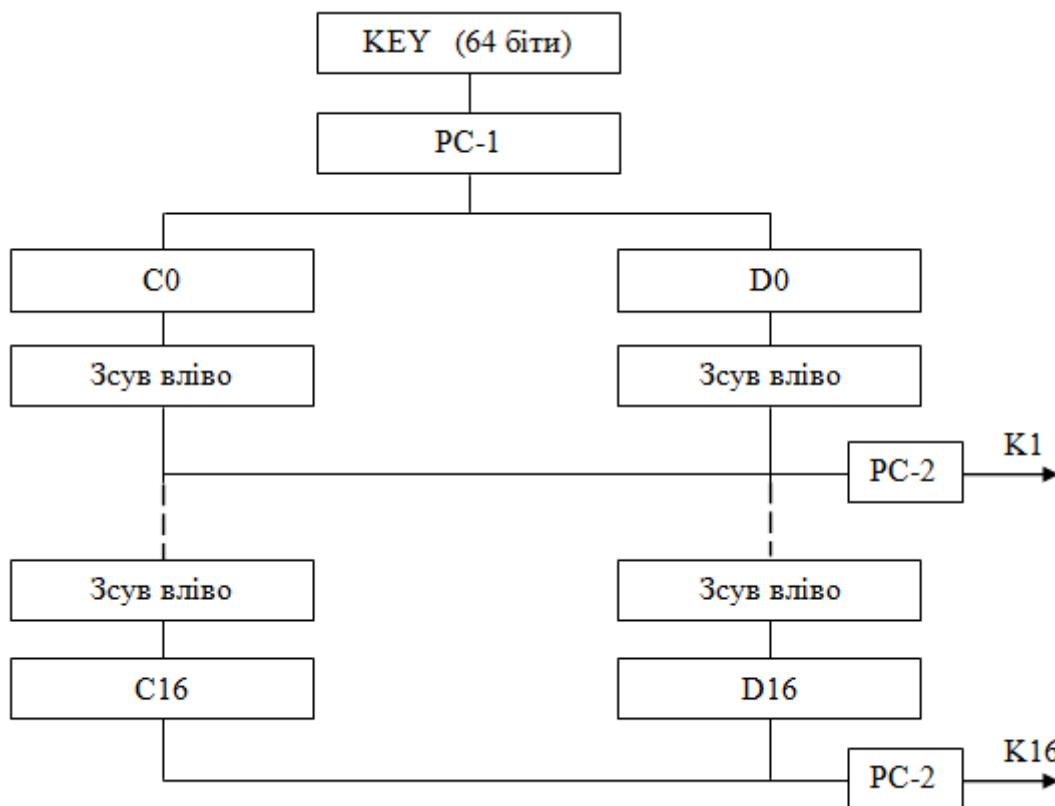 KEY (64 біти)
PC-1
C0
D0
Зсув вліво
Зсув вліво
K1
PC-2
Зсув вліво
Зсув вліво
C16
D16
K16
PC-2